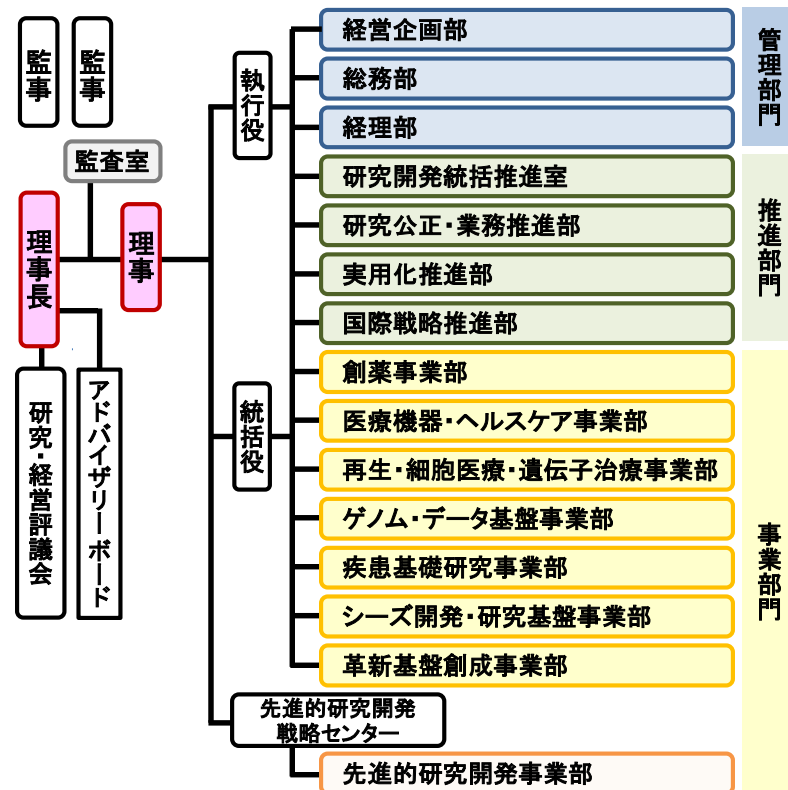 監事
監事
監査室
理事長
理事
研究・経営評議会
アドバイザリーボード
執行役
統括役
経営企画部
総務部
経理部
管理部門
研究開発統括推進室
研究公正・業務推進部
実用化推進部
国際戦略推進部
推進部門
創薬事業部
医療機器・ヘルスケア事業部
再生・細胞医療・遺伝子治療事業部
ゲノム・データ基盤事業部
疾患基礎研究事業部
シーズ開発・研究基盤事業部
革新基盤創成事業部
事業部門
先進的研究開発
戦略センター
先進的研究開発事業部